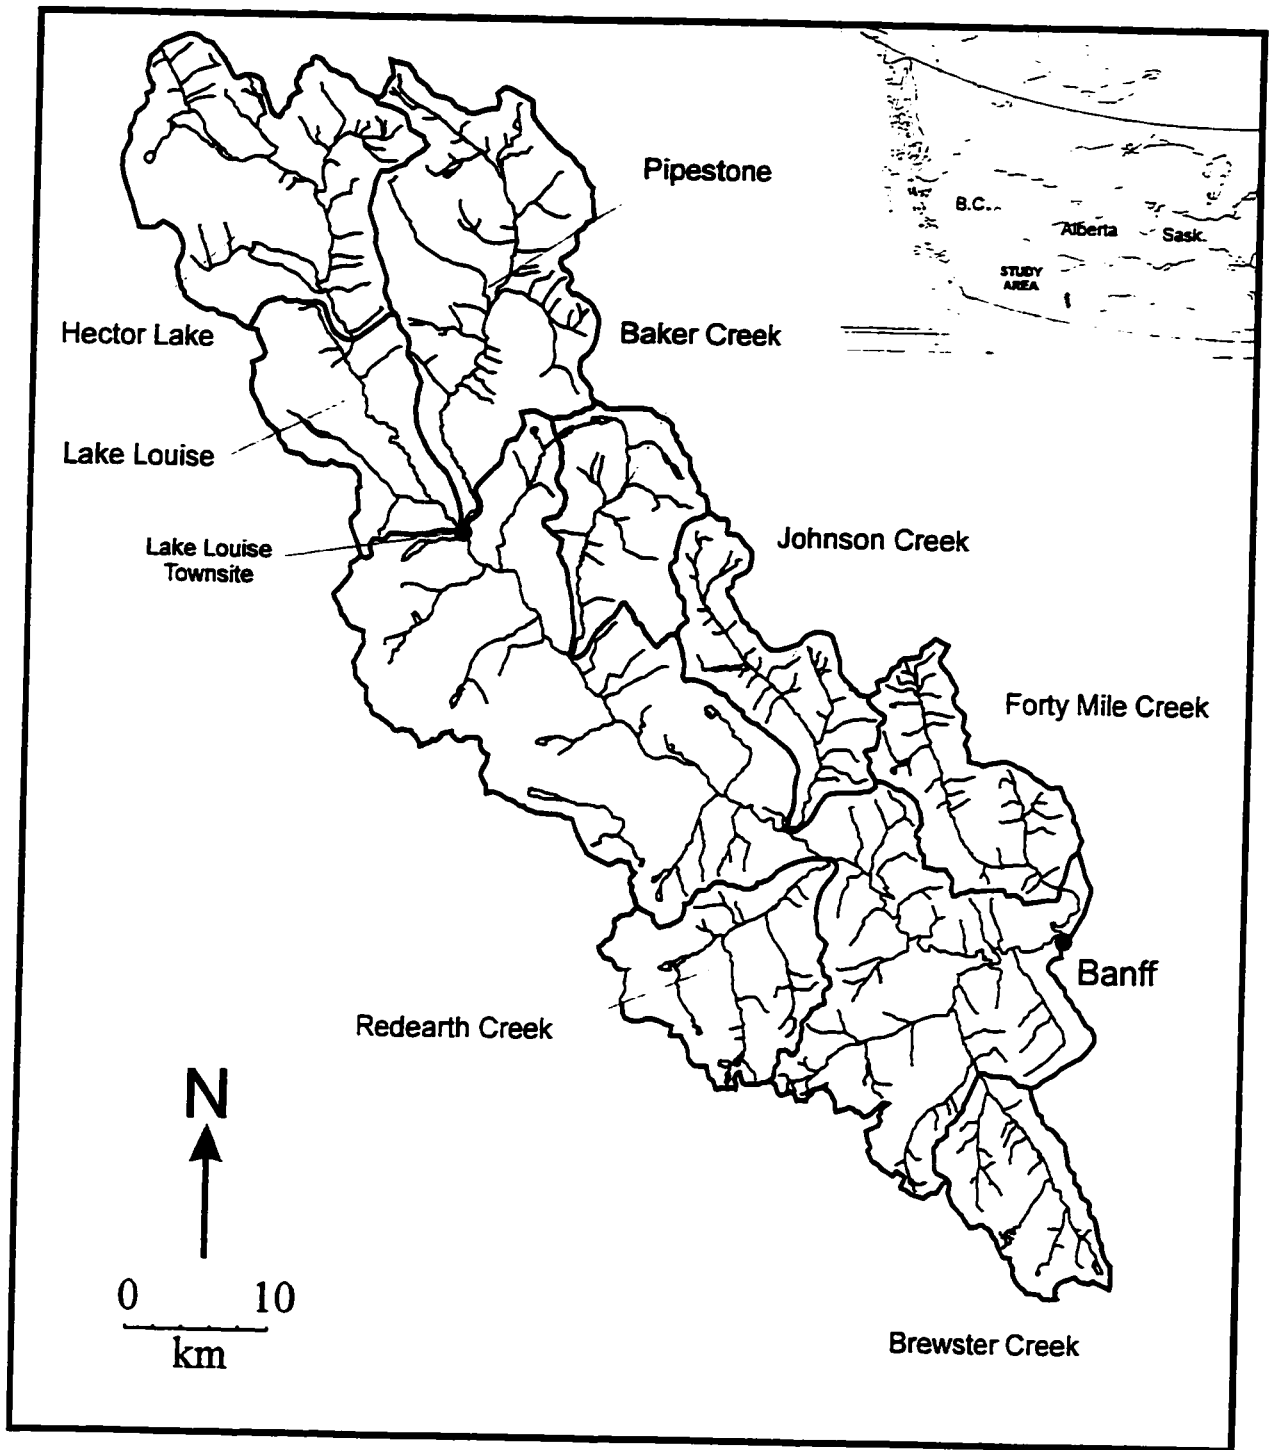 Pipestone
B.C.
Alberta
Sask.
STUDY
AREA
Hector Lake
Baker Creek
Lake Louise
Johnson Creek
Lake Louise
Townsite
Forty Mile Creek
Banff
Redearth Creek
N
0 10
km
Brewster Creek